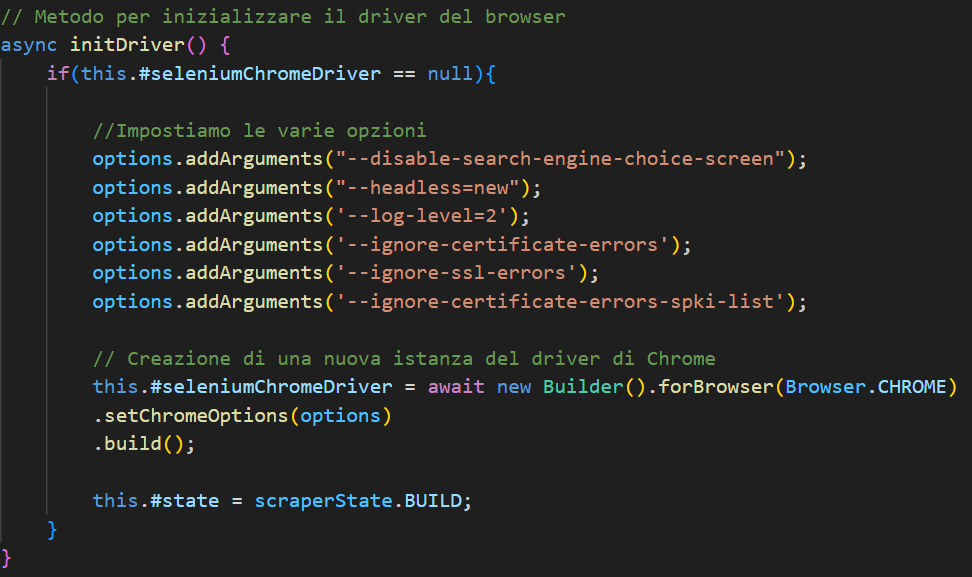 // Metodo per inizializzare il driver del browser
async initDriver() {
if(this.#seleniumChromeDriver == null){
//Impostiamo le varie opzioni
options.addArguments("--disable-search-engine-choice-screen");
options.addArguments("--headless=new");
options.addArguments('--log-level=2');
options.addArguments('--ignore-certificate-errors');
options.addArguments('--ignore-ssl-errors');
options.addArguments('--ignore-certificate-errors-spki-list');
// Creazione di una nuova istanza del driver di Chrome
this.#seleniumChromeDriver = await new Builder().forBrowser(Browser.CHROME)
.setChromeOptions(options)
.build();
this.#state = scraperState.BUILD;
}
}